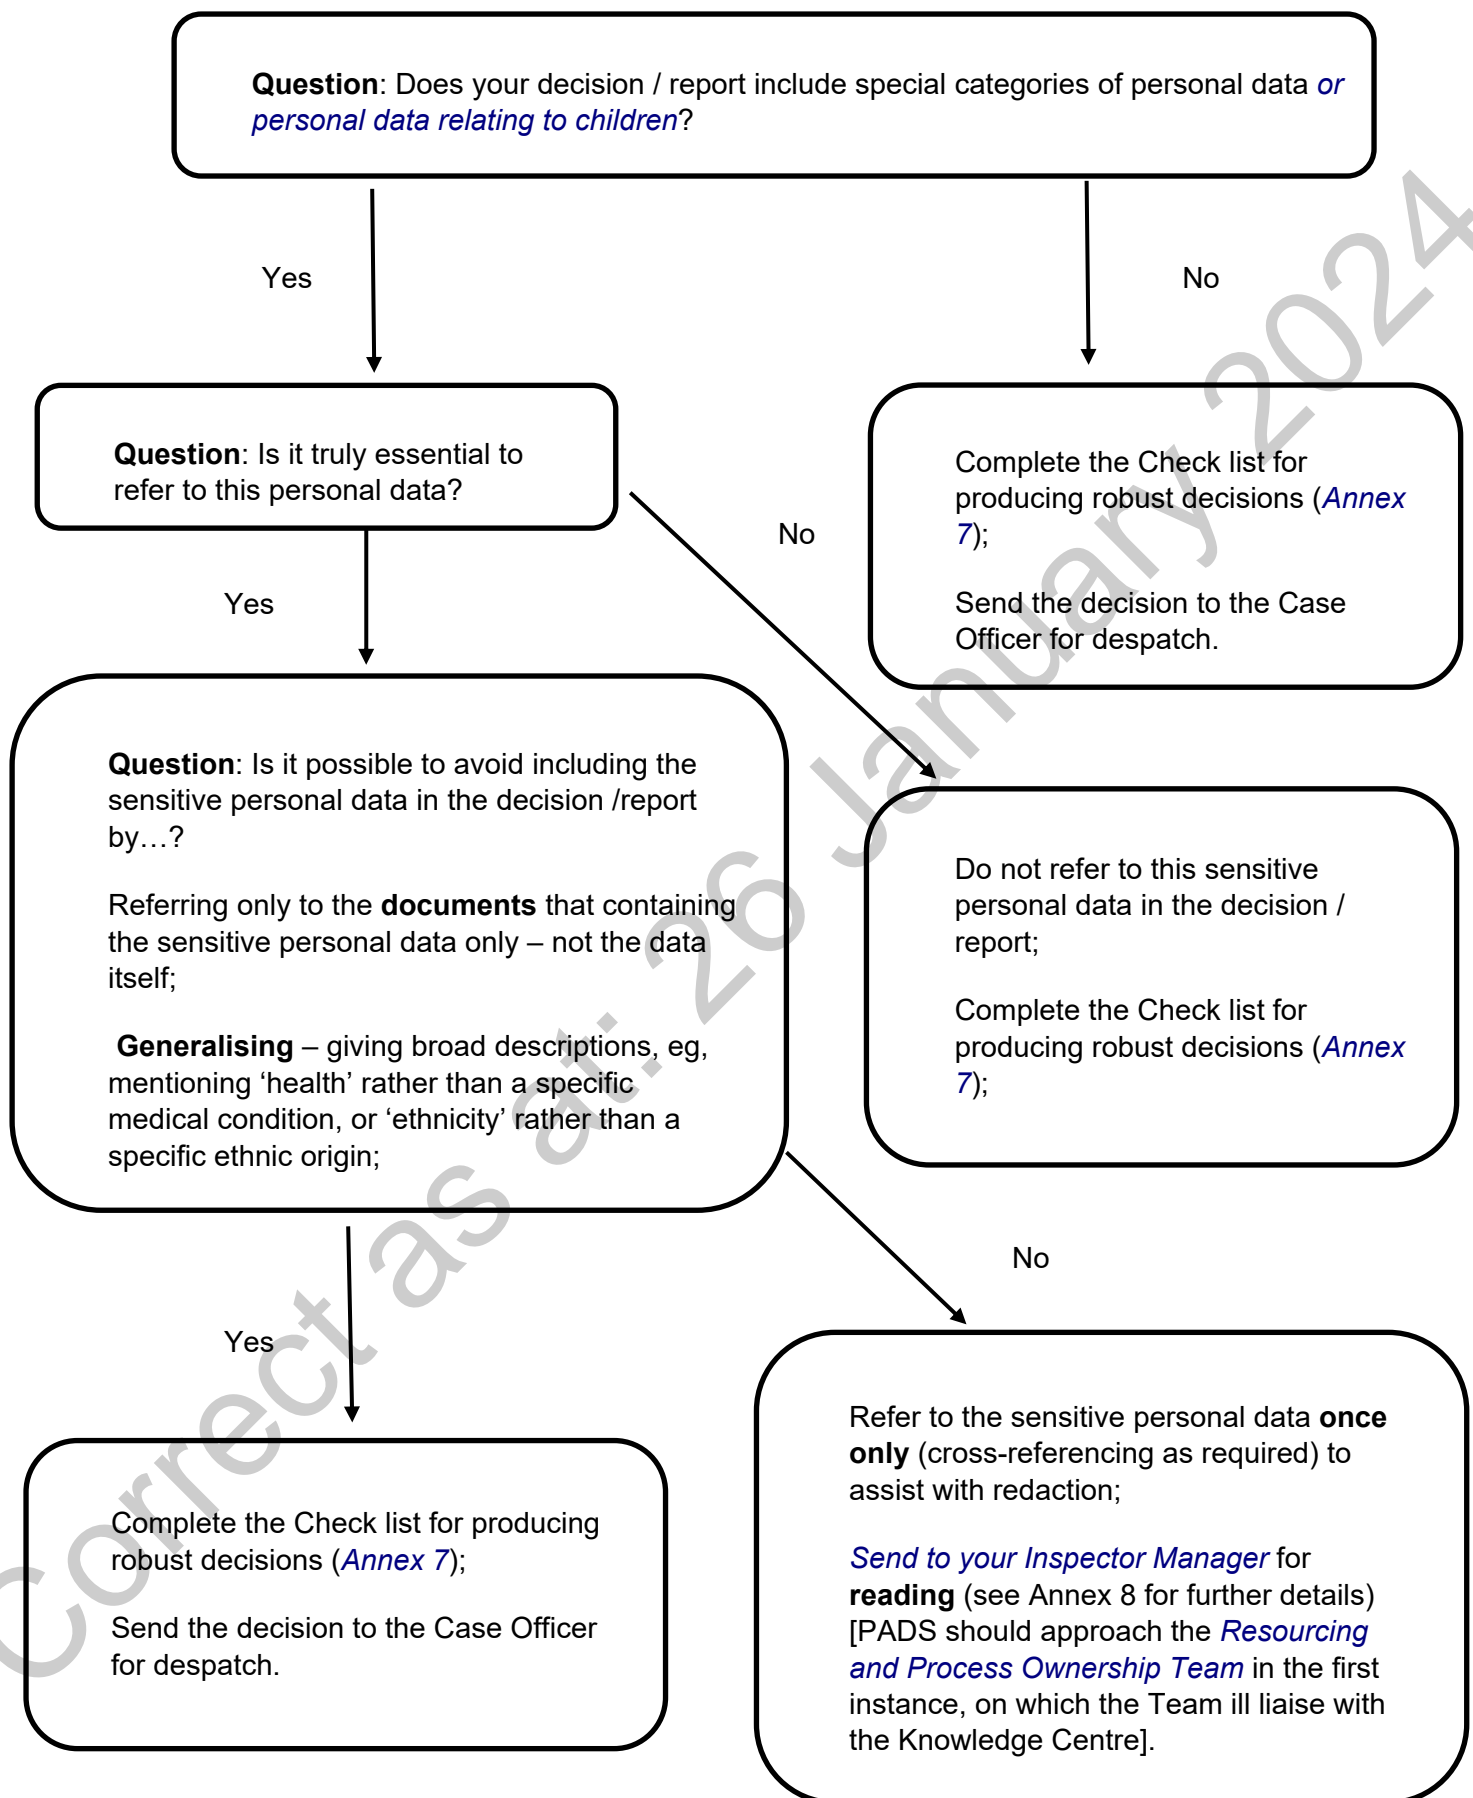 Question: Does your decision / report include special categories of personal data or
personal data relating to children?
Yes
No
Question: Is it truly essential to
refer to this personal data?
Complete the Check list for
producing robust decisions (Annex
7);
Send the decision to the Case
Officer for despatch.
No
Yes
Question: Is it possible to avoid including the
sensitive personal data in the decision /report
by…?
Referring only to the documents that containing
the sensitive personal data only – not the data
itself;
Generalising – giving broad descriptions, eg,
mentioning ‘health’ rather than a specific
medical condition, or ‘ethnicity’ rather than a
specific ethnic origin;
Do not refer to this sensitive
personal data in the decision /
report;
Complete the Check list for
producing robust decisions (Annex
7);
No
Yes
Complete the Check list for producing
robust decisions (Annex 7);
Send the decision to the Case Officer
for despatch.
Refer to the sensitive personal data once
only (cross-referencing as required) to
assist with redaction;
Send to your Inspector Manager for
reading (see Annex 8 for further details)
[PADS should approach the Resourcing
and Process Ownership Team in the first
instance, on which the Team ill liaise with
the Knowledge Centre].
Correct as at: 26 January 2024